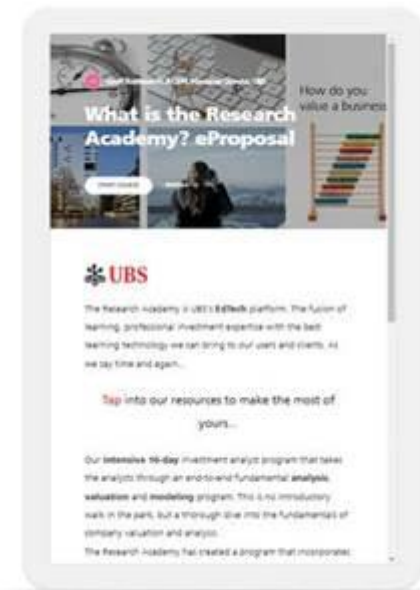 How do you
value a business
What is the Research
Academy? eProposal
UBS
The Research Academy is UBS's EdTech platform. The fusion of
learning, professional investment expertise with the best
learning technology we can bring to our users and clients. As
we say time and again...
Tap into our resources to make the most of
yours...
Our intensive 16-day investment analyst program that takes
the analysts through an end-to-end fundamental analysis,
valuation and modeling program. This is no introductory
walk in the park, but a thorough dive into the fundamentals of
company valuation and analysis.
The Research Academy has created a program that incorporates